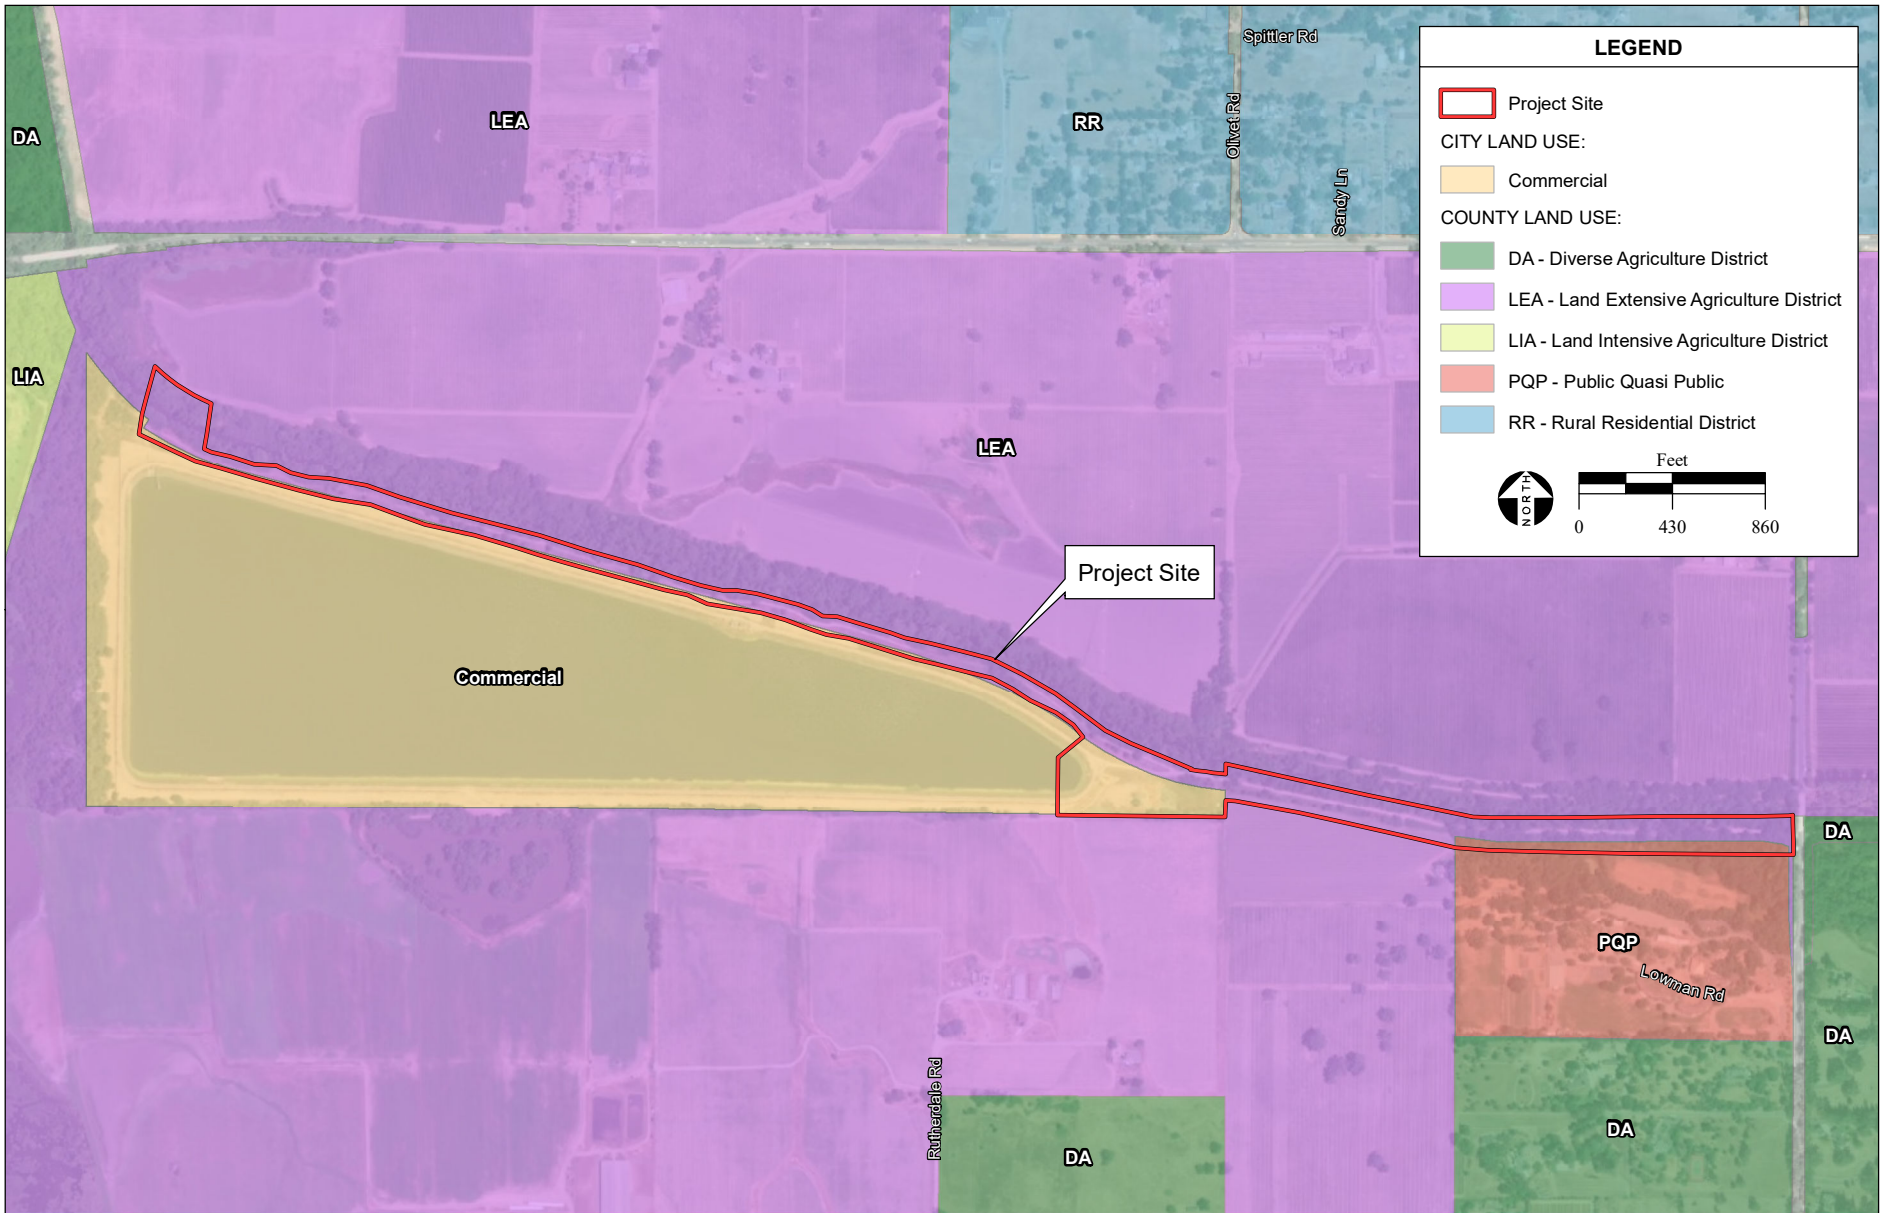 Spittler Rd
LEGEND
Project Site
CITY LAND USE:
Commercial
COUNTY LAND USE:
DA - Diverse Agriculture District
LEA - Land Extensive Agriculture District
LIA - Land Intensive Agriculture District
PQP - Public Quasi Public
RR - Rural Residential District
Feet
NORTH
0 430 860
DA
LEA
RR
Olivet Rd
Sandy Ln
LIA
LEA
Project Site
Commercial
DA
PQP
Lowman Rd
DA
Rutherdale Rd
DA
DA